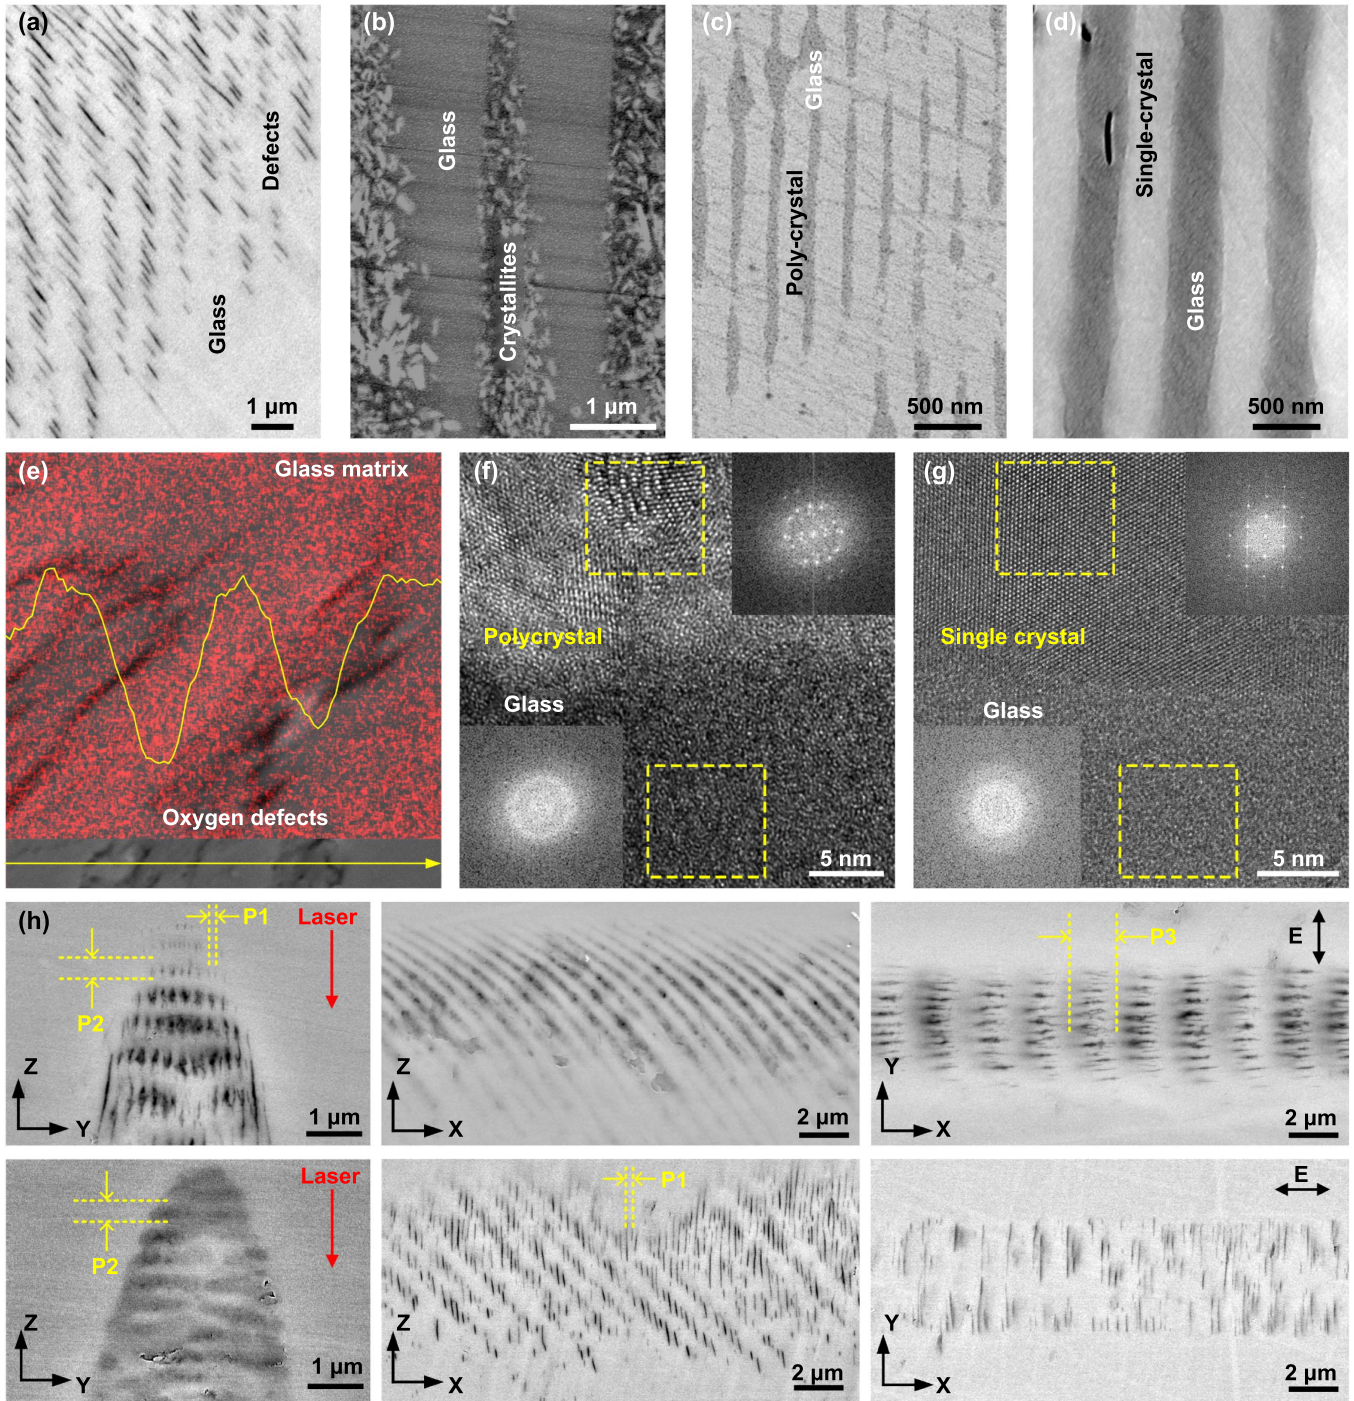 (a)
Defects
Glass
1 µm
(b)
Glass
Crystallites
1 µm
(c)
Glass
Poly-crystal
500 nm
(d)
Single-crystal
Glass
500 nm
(e)
Glass matrix
Oxygen defects
(f)
Polycrystal
Glass
5 nm
(g)
Single crystal
Glass
5 nm
(h)
P1
Laser
P2
Z
Y
1 µm
Z
X
2 µm
P3
E
Y
X
2 µm
Laser
P2
Z
Y
1 µm
P1
Z
X
2 µm
E
Y
X
2 µm